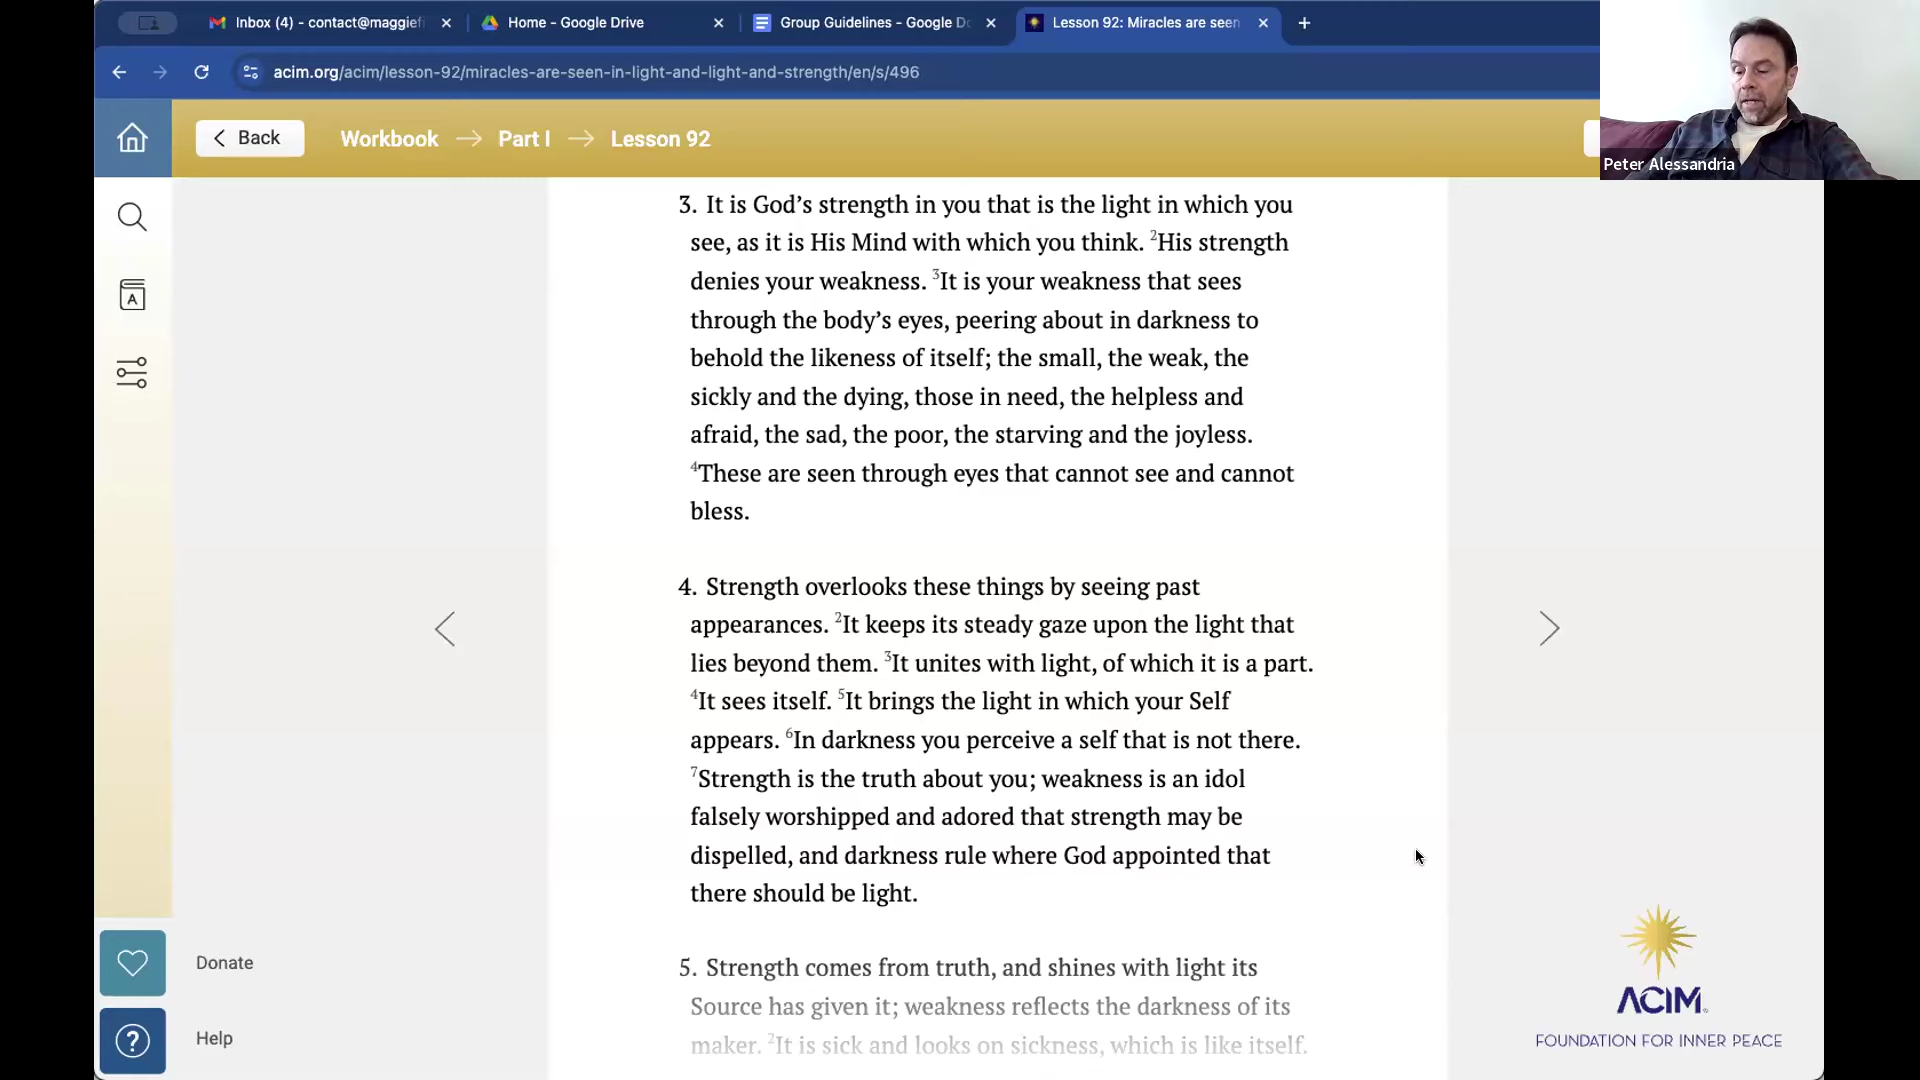 Inbox (4) - contact@maggiefi
Home - Google Drive
Group Guidelines - Google Do
Lesson 92: Miracles are seen
acim.org/acim/lesson-92/miracles-are-seen-in-light-and-light-and-strength/en/s/496
Back
Workbook → Part I → Lesson 92
Peter Alessandria
3. It is God’s strength in you that is the light in which you
see, as it is His Mind with which you think. 2His strength
denies your weakness. 3It is your weakness that sees
through the body’s eyes, peering about in darkness to
behold the likeness of itself; the small, the weak, the
sickly and the dying, those in need, the helpless and
afraid, the sad, the poor, the starving and the joyless.
4These are seen through eyes that cannot see and cannot
bless.
4. Strength overlooks these things by seeing past
appearances. 2It keeps its steady gaze upon the light that
lies beyond them. 3It unites with light, of which it is a part.
4It sees itself. 5It brings the light in which your Self
appears. 6In darkness you perceive a self that is not there.
7Strength is the truth about you; weakness is an idol
falsely worshipped and adored that strength may be
dispelled, and darkness rule where God appointed that
there should be light.
5. Strength comes from truth, and shines with light its
Source has given it; weakness reflects the darkness of its
maker. 2It is sick and looks on sickness, which is like itself.
Donate
Help
ACIM
FOUNDATION FOR INNER PEACE